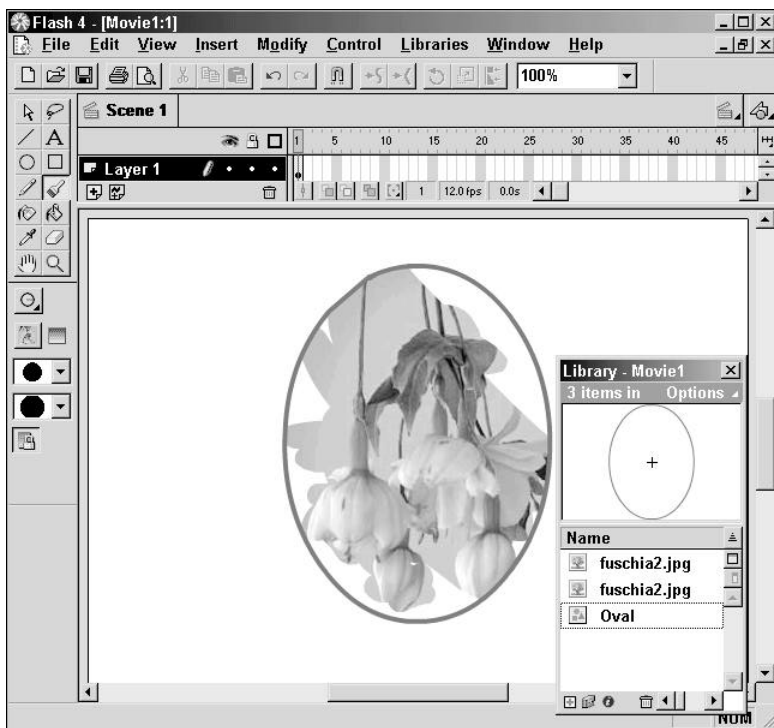 Flash 4 - [Movie1:1]
File Edit View Insert Modify Control Libraries Window Help
100%
Scene 1
1 5 10 15 20 25 30 35 40 45
Layer 1
1 12.0 fps 0.0s
Library - Movie1
3 items in Options
Name
fuschia2.jpg
fuschia2.jpg
Oval
NUM